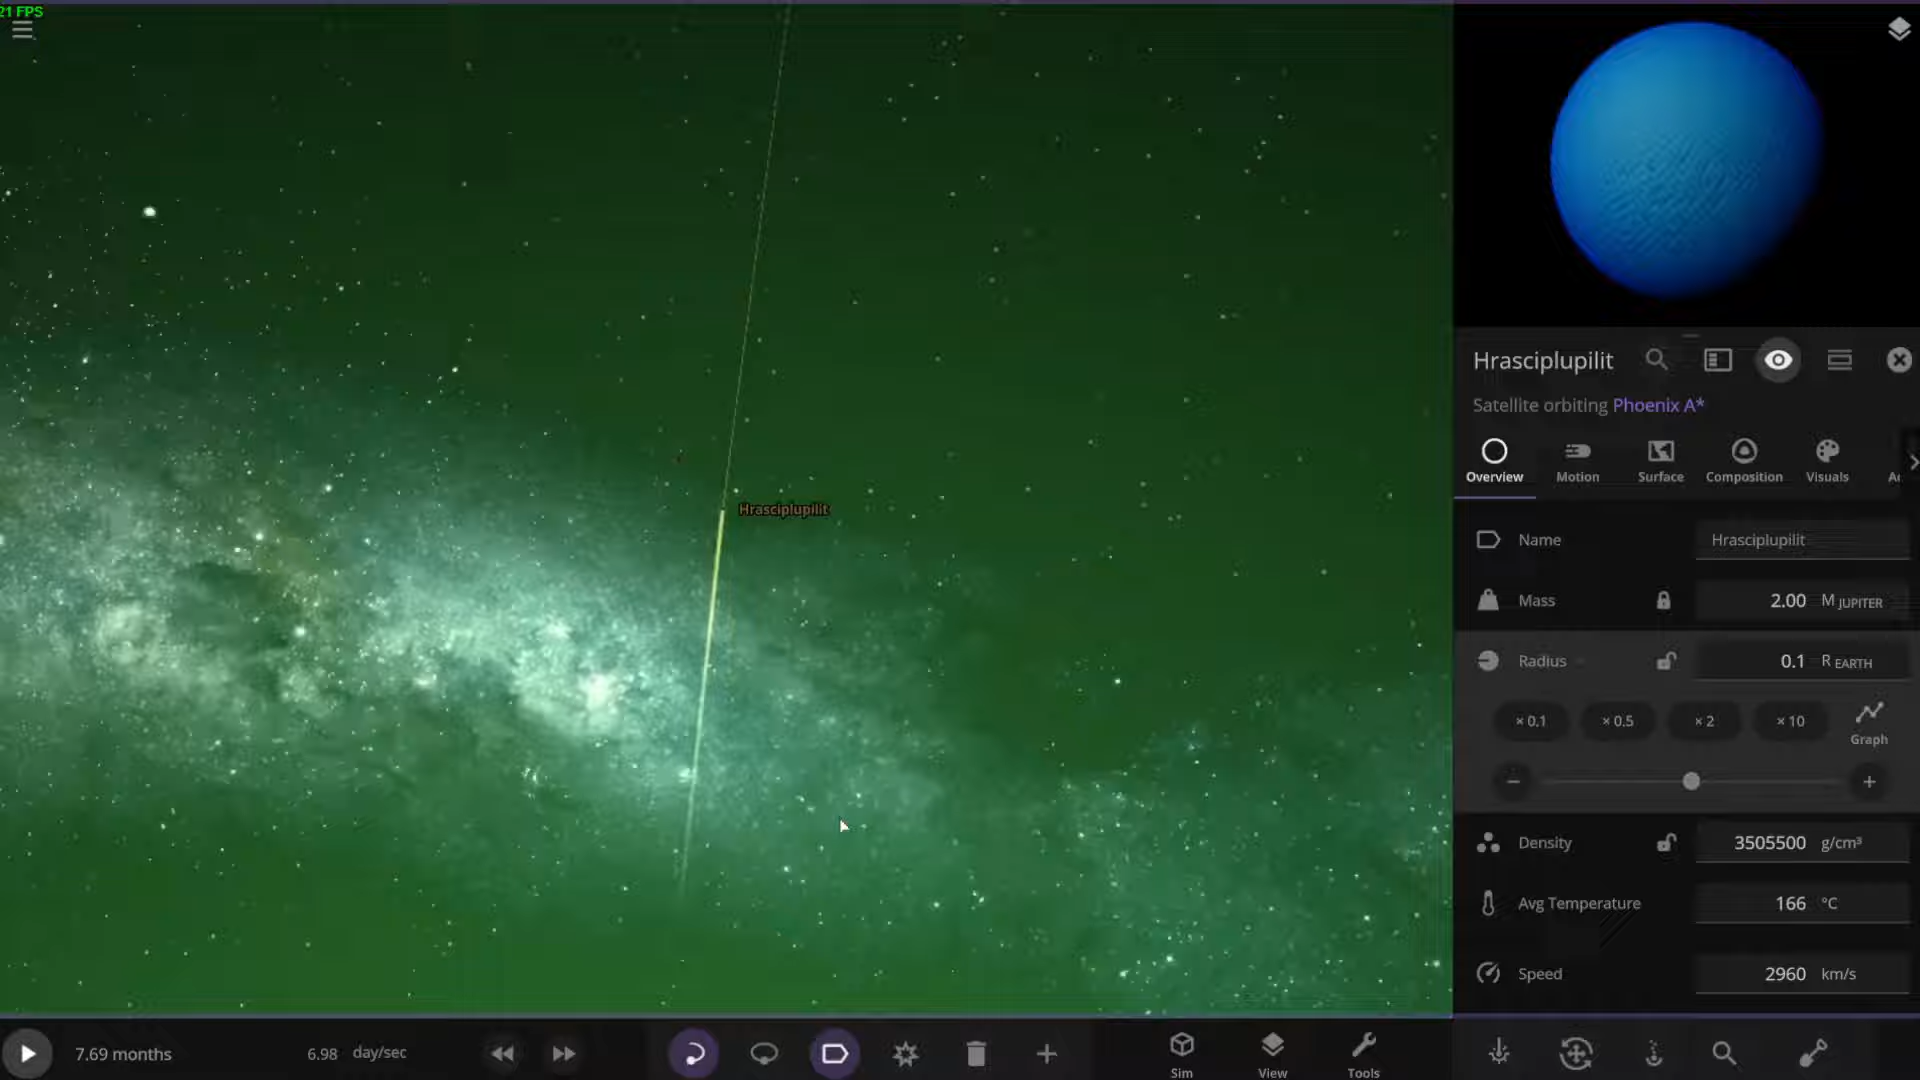 21 FPS
Hrasciplupilit
Satellite orbiting Phoenix A*
Overview
Motion
Surface
Composition
Visuals
Name
Hrasciplupilit
Mass
2.00 M JUPITER
Radius
0.1 R EARTH
× 0.1
× 0.5
× 2
× 10
Graph
Density
3505500 g/cm³
Avg Temperature
166 °C
Speed
2960 km/s
Hrasciplupilit
7.69 months
6.98 day/sec
Sim
View
Tools